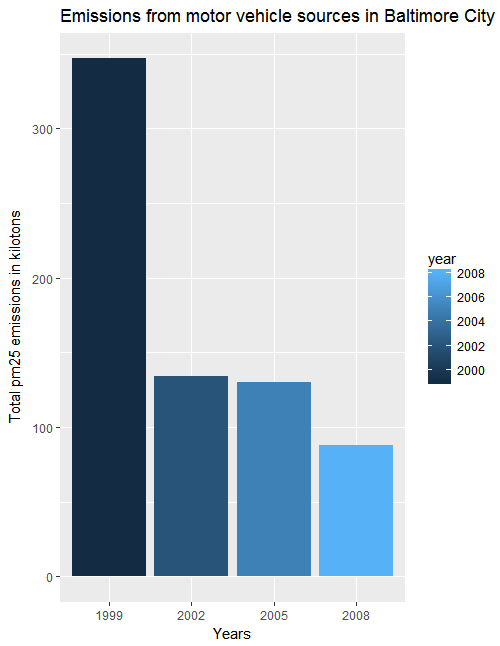 Emissions from motor vehicle sources in Baltimore City
Total pm25 emissions in kilotons
300
200
100
0
1999 2002 2005 2008
Years
year
2008
2006
2004
2002
2000